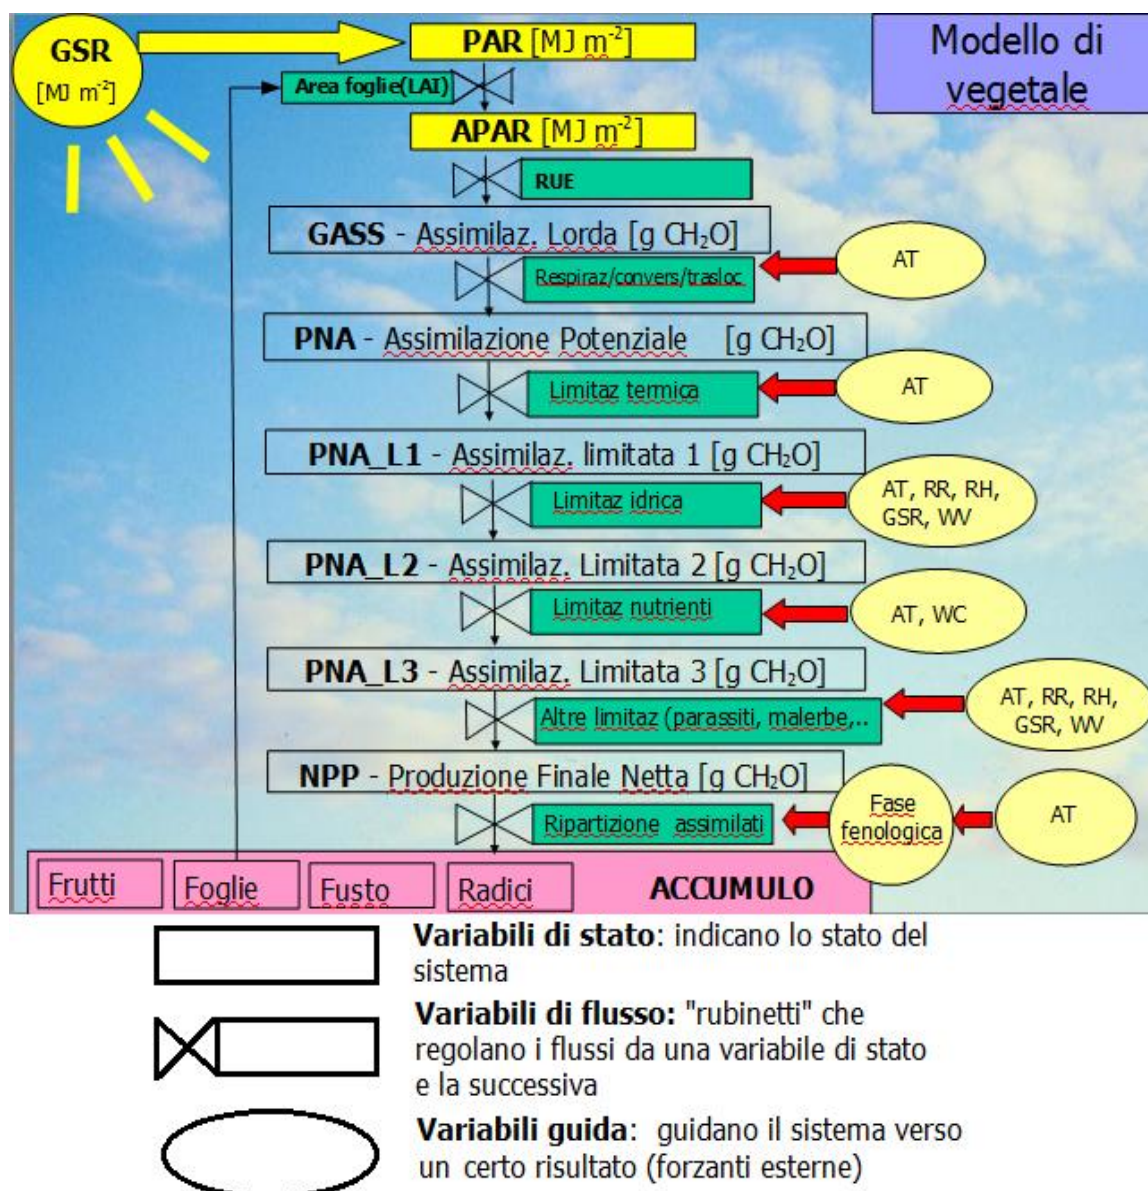 GSR
[MJ m⁻²]
PAR [MJ m⁻²]
Modello di
vegetale
Area foglie(LAI)
APAR [MJ m⁻²]
RUE
GASS - Assimilaz. Lorda [g CH₂O]
AT
Respiraz/convers/trasloc
PNA - Assimilazione Potenziale [g CH₂O]
Limitaz termica
AT
PNA_L1 - Assimilaz. limitata 1 [g CH₂O]
Limitaz idrica
AT, RR, RH,
GSR, WV
PNA_L2 - Assimilaz. Limitata 2 [g CH₂O]
Limitaz nutrienti
AT, WC
PNA_L3 - Assimilaz. Limitata 3 [g CH₂O]
Altre limitaz (parassiti, malerbe,..
AT, RR, RH,
GSR, WV
NPP - Produzione Finale Netta [g CH₂O]
Ripartizione assimilati
Fase
fenologica
AT
Frutti
Foglie
Fusto
Radici
ACCUMULO
Variabili di stato: indicano lo stato del
sistema
Variabili di flusso: "rubinetti" che
regolano i flussi da una variabile di stato
e la successiva
Variabili guida: guidano il sistema verso
un certo risultato (forzanti esterne)